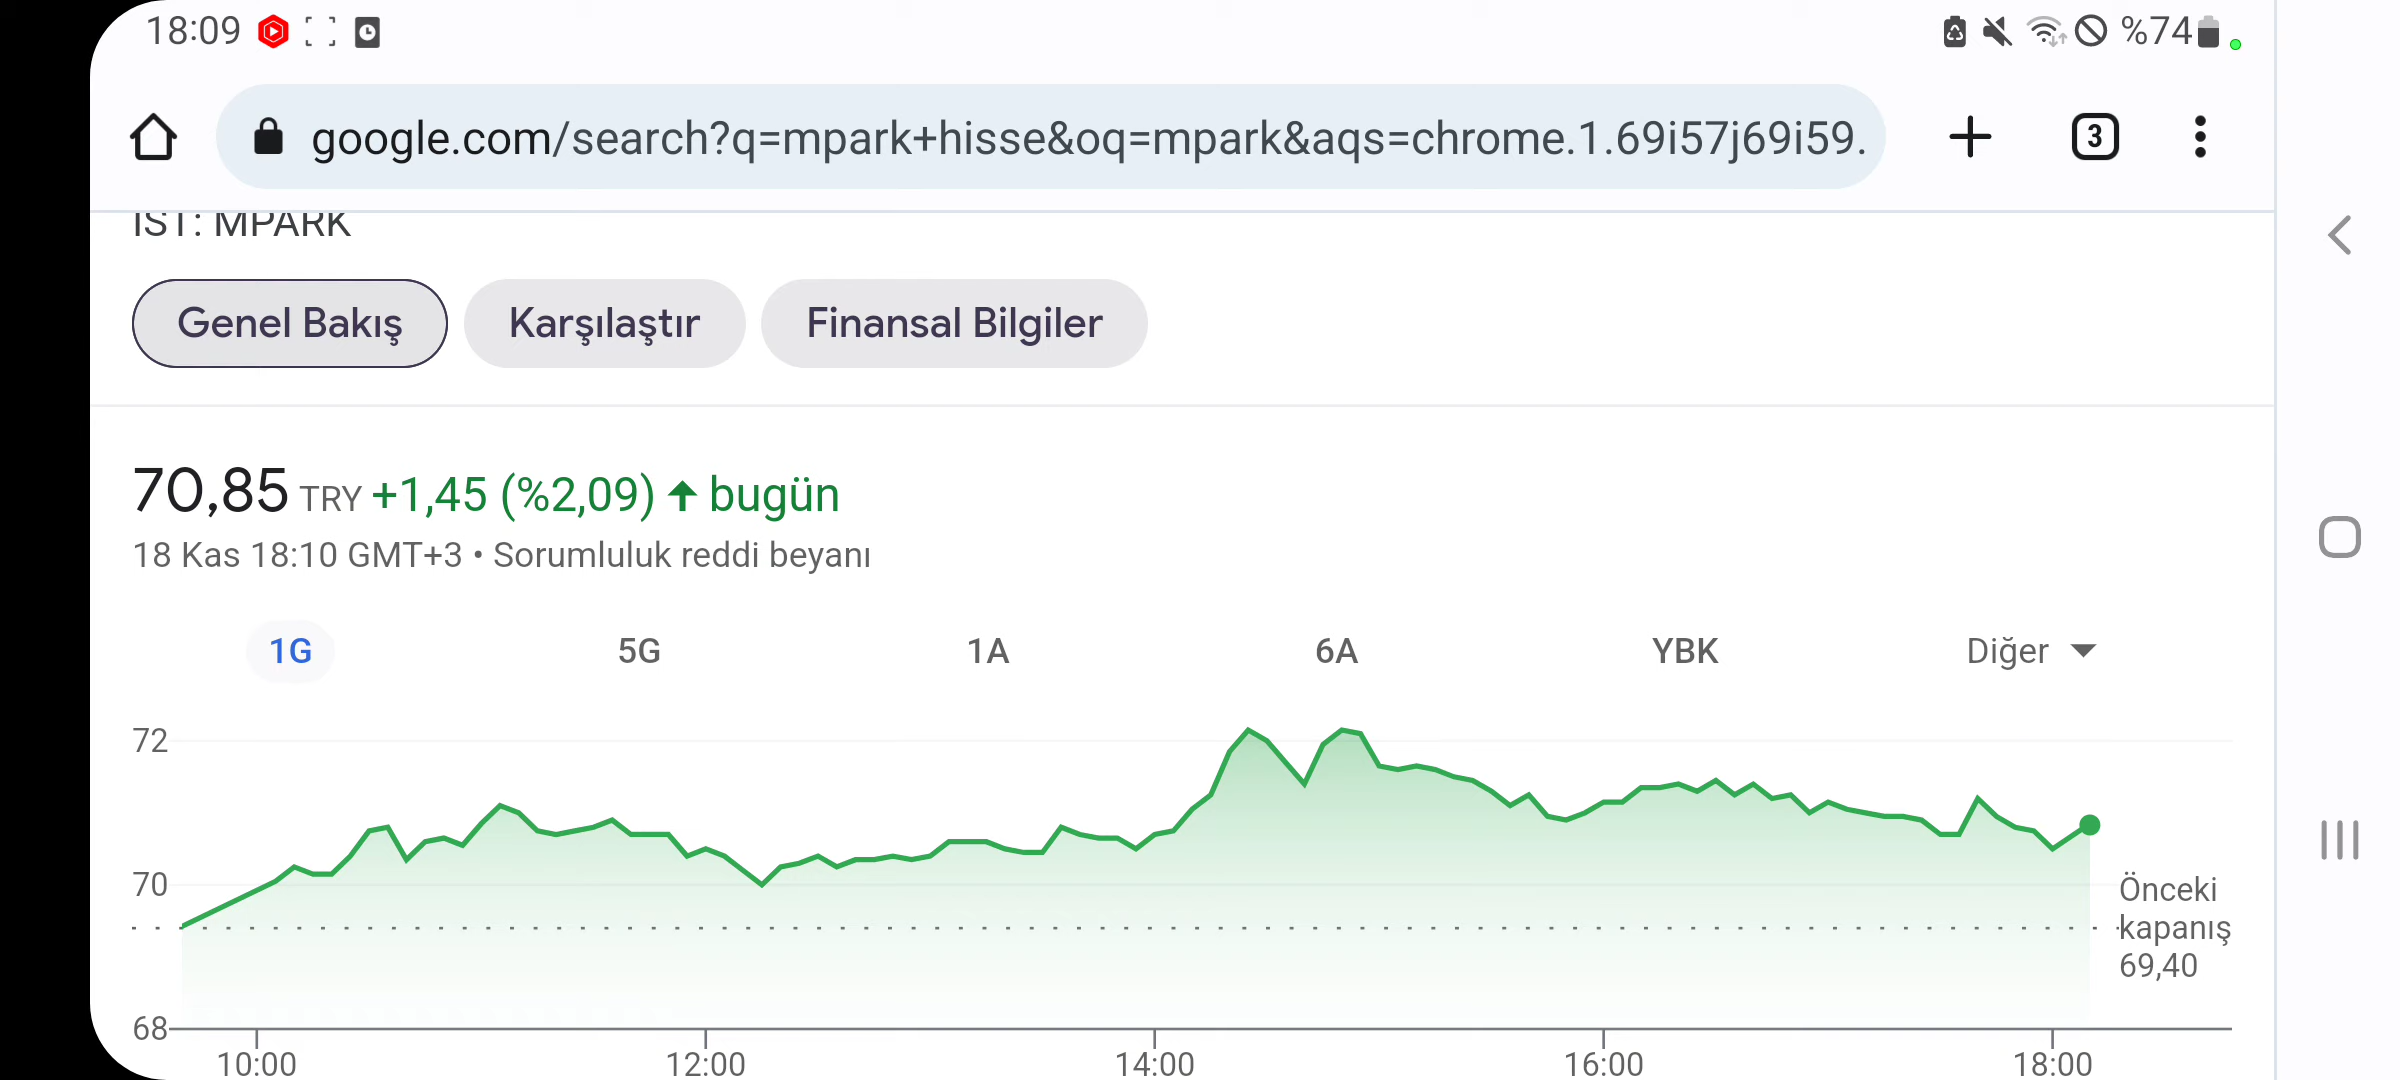 18:09 %74
google.com/search?q=mpark+hisse&oq=mpark&aqs=chrome.1.69i57j69i59.
3
IST: MPARK
Genel Bakış Karşılaştır Finansal Bilgiler
70,85 TRY +1,45 (%2,09) bugün
18 Kas 18:10 GMT+3 • Sorumluluk reddi beyanı
1G 5G 1A 6A YBK Diğer
72
70
68
Önceki
kapanış
69,40
10:00 12:00 14:00 16:00 18:00